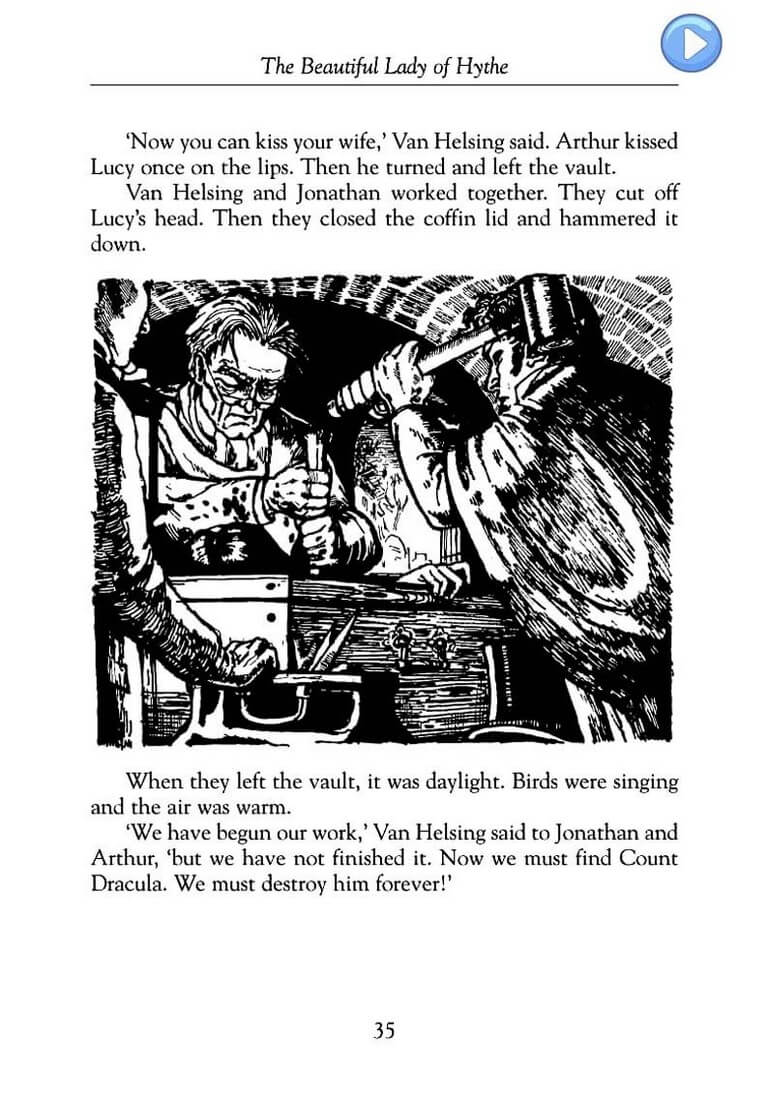 The Beautiful Lady of Hythe
‘Now you can kiss your wife,’ Van Helsing said. Arthur kissed
Lucy once on the lips. Then he turned and left the vault.
Van Helsing and Jonathan worked together. They cut off
Lucy’s head. Then they closed the coffin lid and hammered it
down.
When they left the vault, it was daylight. Birds were singing
and the air was warm.
‘We have begun our work,’ Van Helsing said to Jonathan and
Arthur, ‘but we have not finished it. Now we must find Count
Dracula. We must destroy him forever!’
35